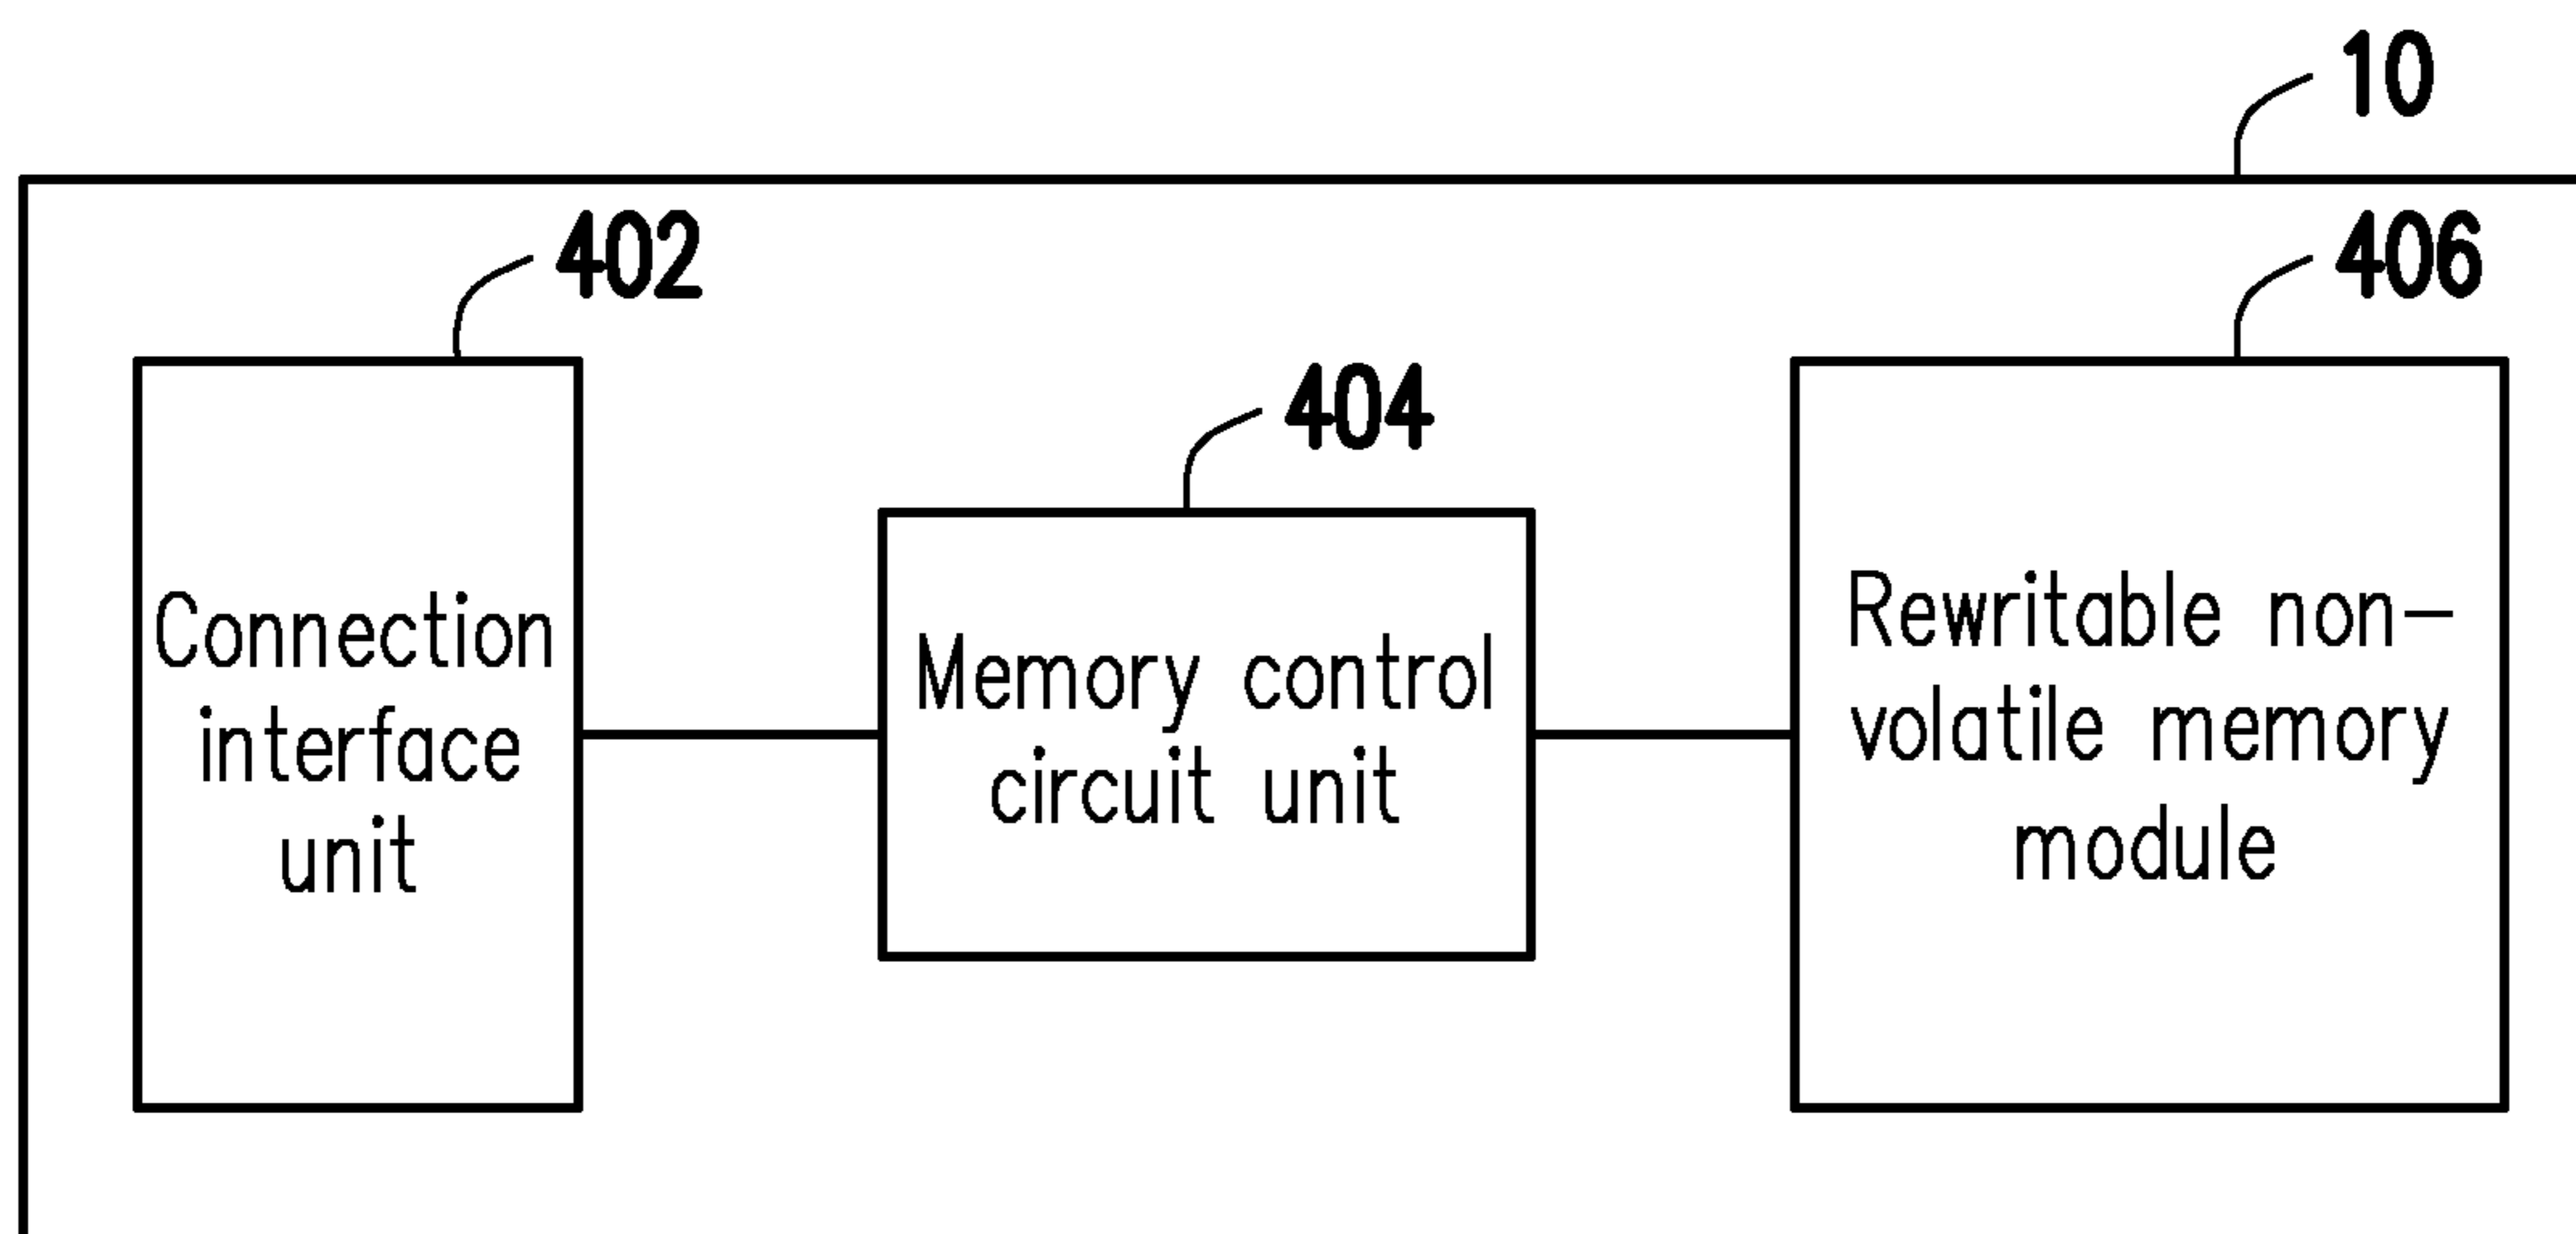 10
402
406
404
Connection
interface
unit
Memory control
circuit unit
Rewritable non-
volatile memory
module